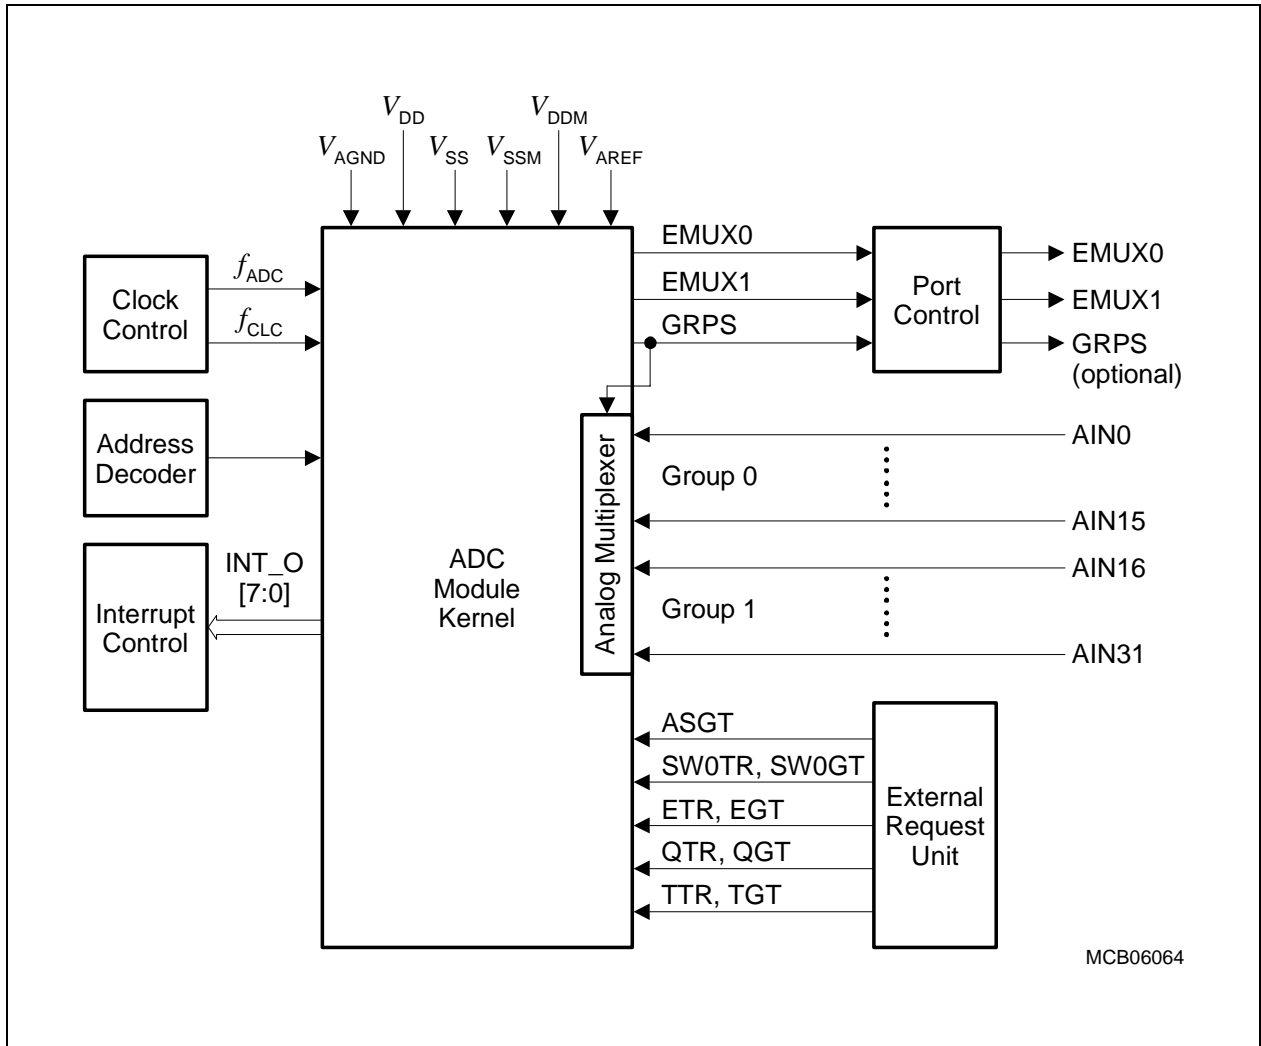 VDD
VDDM
VAGND
VSS
VSSM
VAREF
Clock
Control
fADC
fCLC
Address
Decoder
Interrupt
Control
INT_O
[7:0]
ADC
Module
Kernel
Analog Multiplexer
EMUX0
EMUX1
GRPS
Port
Control
EMUX0
EMUX1
GRPS
(optional)
AIN0
Group 0
AIN15
AIN16
Group 1
AIN31
ASGT
SW0TR, SW0GT
ETR, EGT
QTR, QGT
TTR, TGT
External
Request
Unit
MCB06064